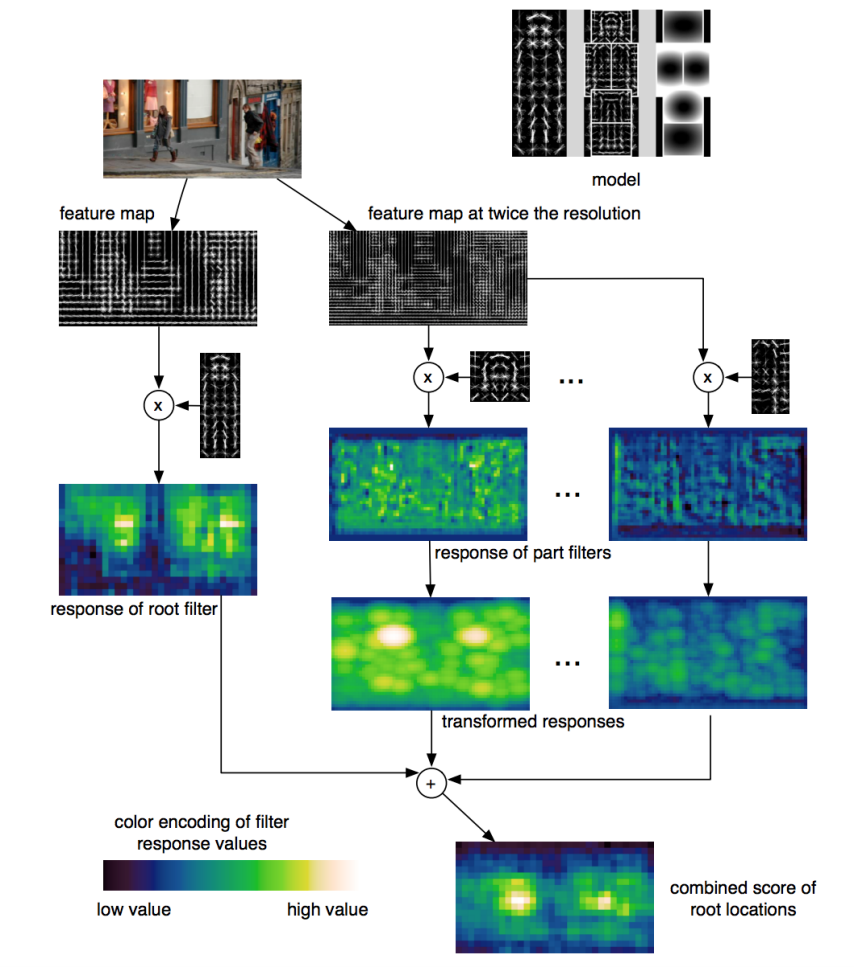 model
feature map
feature map at twice the resolution
x
x
...
x
...
response of part filters
response of root filter
...
transformed responses
+
color encoding of filter
response values
low value
high value
combined score of
root locations